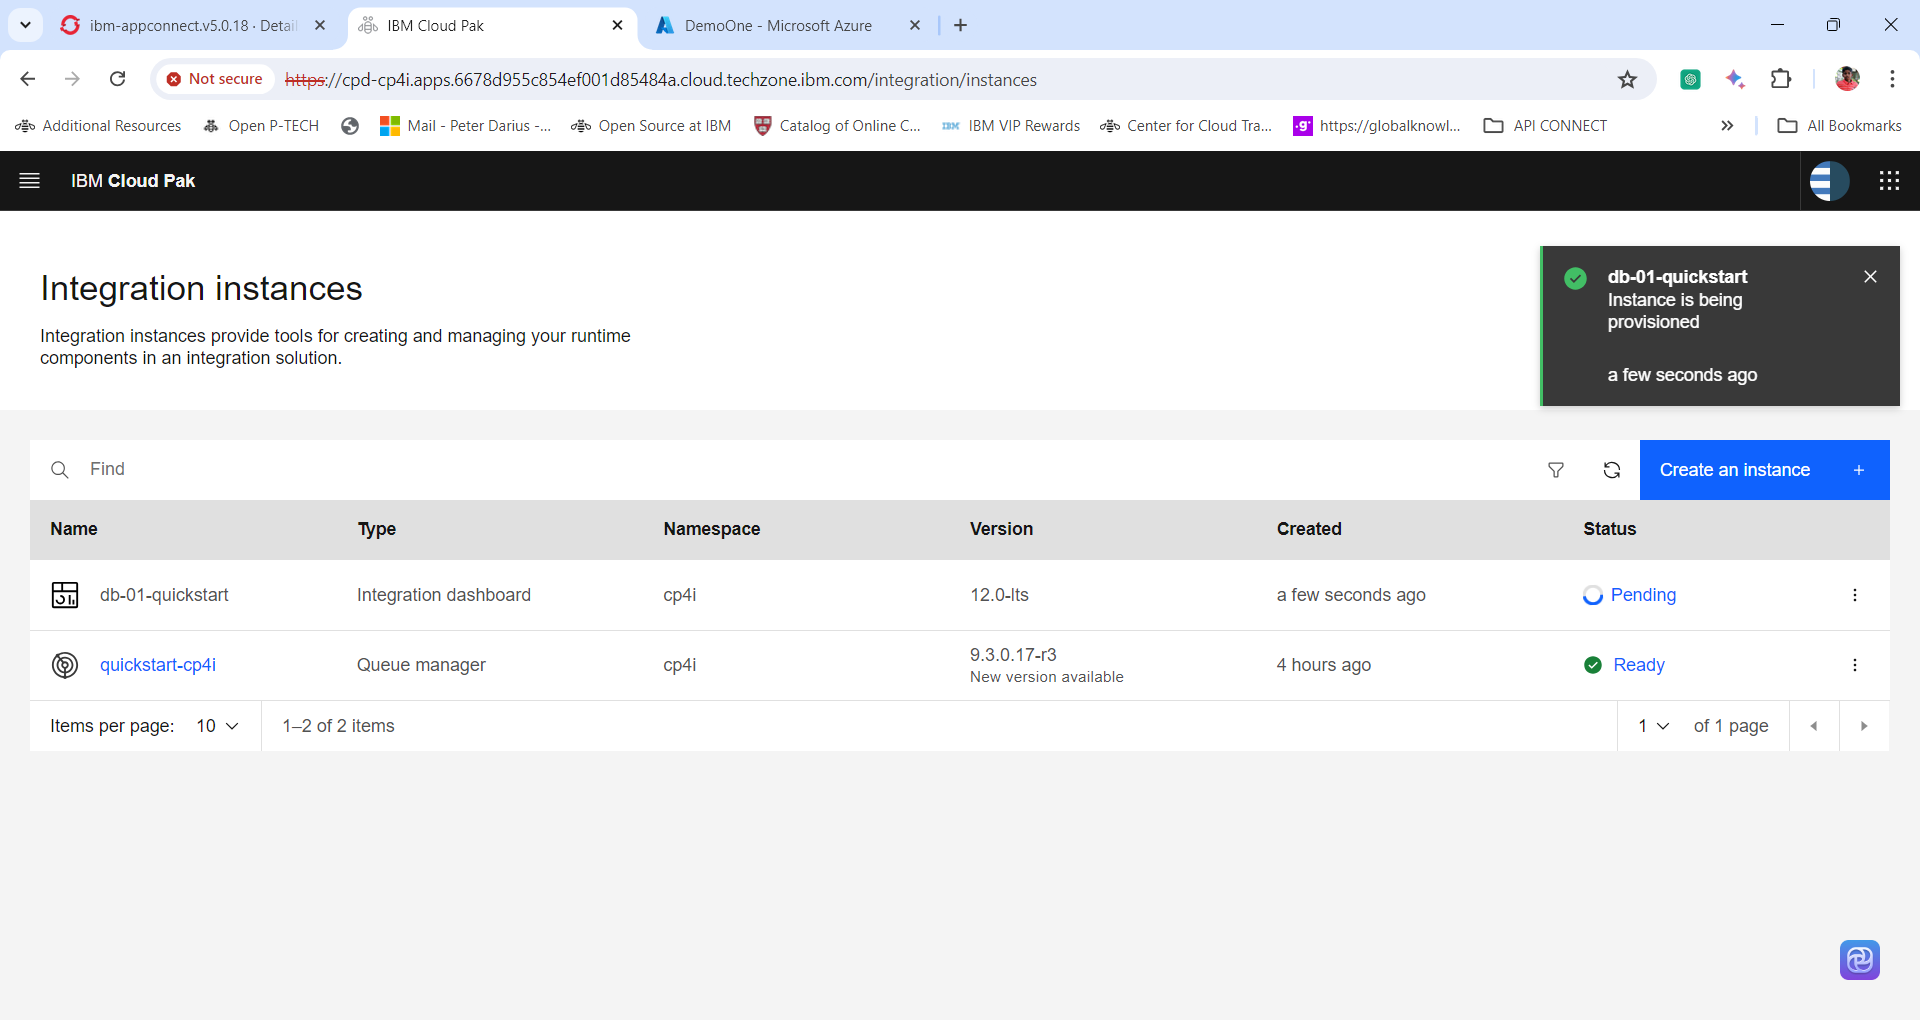 ibm-appconnect.v5.0.18 · Detail
IBM Cloud Pak
DemoOne - Microsoft Azure
Not secure
https://cpd-cp4i.apps.6678d955c854ef001d85484a.cloud.techzone.ibm.com/integration/instances
Additional Resources
Open P-TECH
Mail - Peter Darius -...
Open Source at IBM
Catalog of Online C...
IBM
IBM VIP Rewards
Center for Cloud Tra...
·g·
https://globalknowl...
API CONNECT
All Bookmarks
IBM Cloud Pak
Integration instances
Integration instances provide tools for creating and managing your runtime
components in an integration solution.
db-01-quickstart
Instance is being
provisioned
a few seconds ago
Find
Create an instance +
Name Type Namespace Version Created Status
db-01-quickstart Integration dashboard cp4i 12.0-lts a few seconds ago Pending
quickstart-cp4i Queue manager cp4i 9.3.0.17-r3 4 hours ago Ready
New version available
Items per page: 10 1–2 of 2 items 1 of 1 page